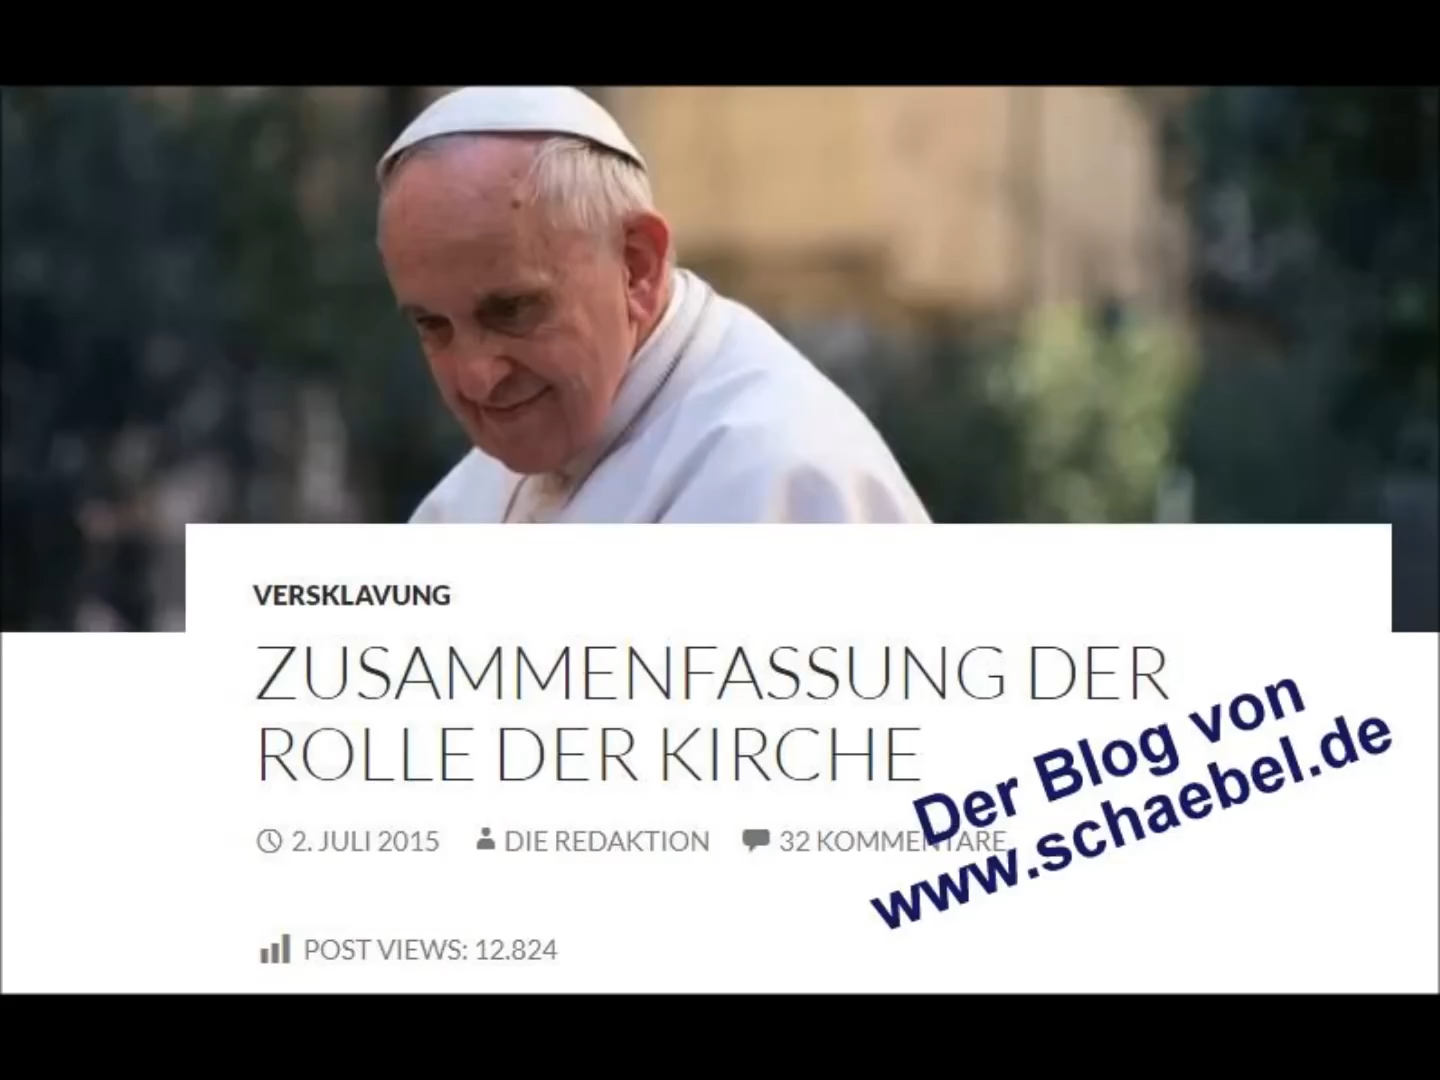 VERSKLAVUNG
ZUSAMMENFASSUNG DER
ROLLE DER KIRCHE
2. JULI 2015 DIE REDAKTION 32 KOMMENTARE
Der Blog von
www.schaebel.de
POST VIEWS: 12.824